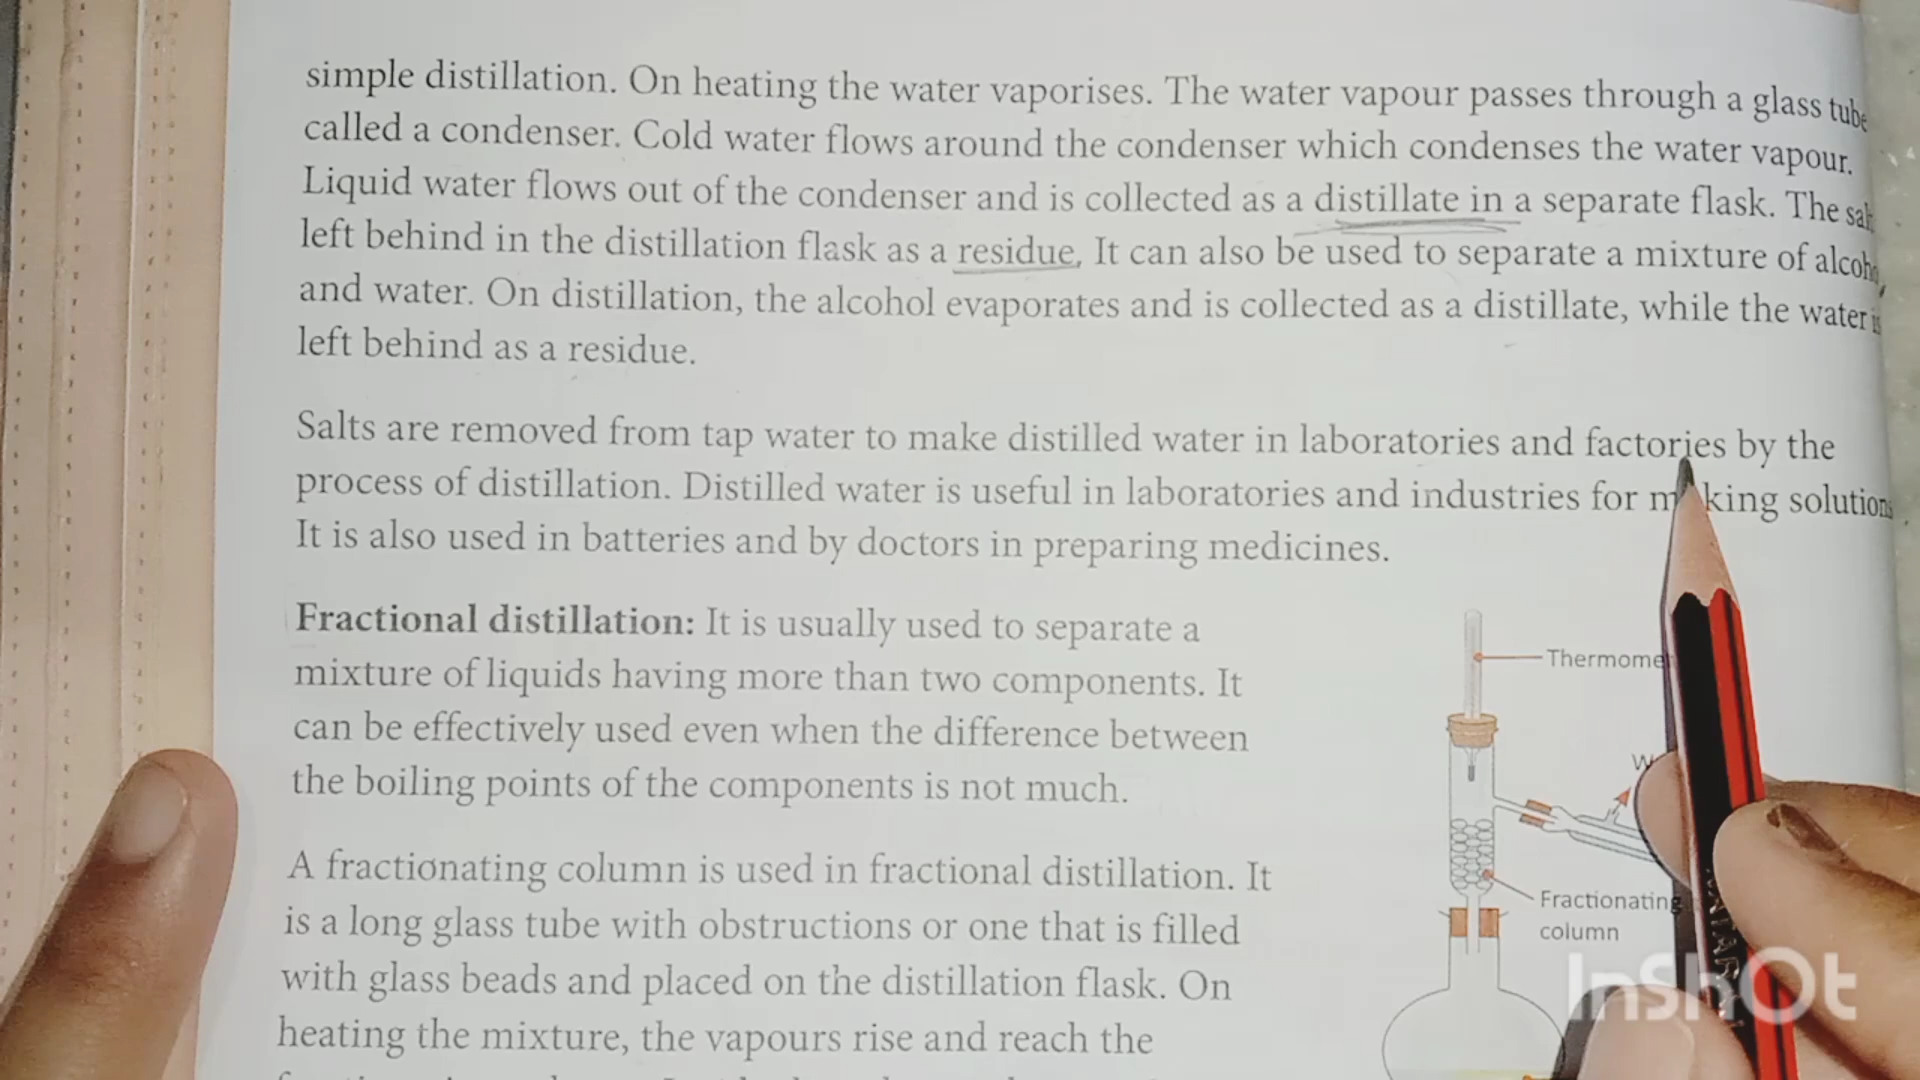 simple distillation. On heating the water vaporises. The water vapour passes through a glass tube
called a condenser. Cold water flows around the condenser which condenses the water vapour.
Liquid water flows out of the condenser and is collected as a distillate in a separate flask. The
left behind in the distillation flask as a residue. It can also be used to separate a mixture of
and water. On distillation, the alcohol evaporates and is collected as a distillate, while the water
left behind as a residue.
Salts are removed from tap water to make distilled water in laboratories and factories by the
process of distillation. Distilled water is useful in laboratories and industries for making
It is also used in batteries and by doctors in preparing medicines.
Fractional distillation: It is usually used to separate a
mixture of liquids having more than two components. It
can be effectively used even when the difference between
the boiling points of the components is not much.
A fractionating column is used in fractional distillation. It
is a long glass tube with obstructions or one that is filled
with glass beads and placed on the distillation flask. On
heating the mixture, the vapours rise and reach the
Fractionating
column
InShOt